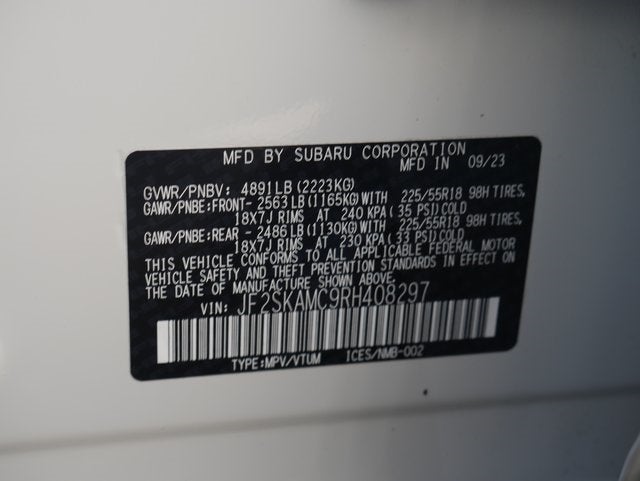 MFD BY SUBARU CORPORATION
MFD IN 09/23
GVWR/PNBV: 4891LB(2223KG)
GAWR/PNBE:FRONT-2563LB(1165KG)WITH 225/55R18 98H TIRES,
18X7J RIMS AT 240 KPA(35 PSI)COLD
GAWR/PNBE:REAR -2486LB(1130KG)WITH 225/55R18 98H TIRES,
18X7J RIMS AT 230 KPA(33 PSI)COLD
THIS VEHICLE CONFORMS TO ALL APPLICABLE FEDERAL MOTOR
VEHICLE SAFETY AND THEFT PREVENTION STANDARDS IN EFFECT ON
THE DATE OF MANUFACTURE SHOWN ABOVE.
VIN: JF2SKAMC9RH408297
TYPE:MPV/VTUM ICES/NMB-002